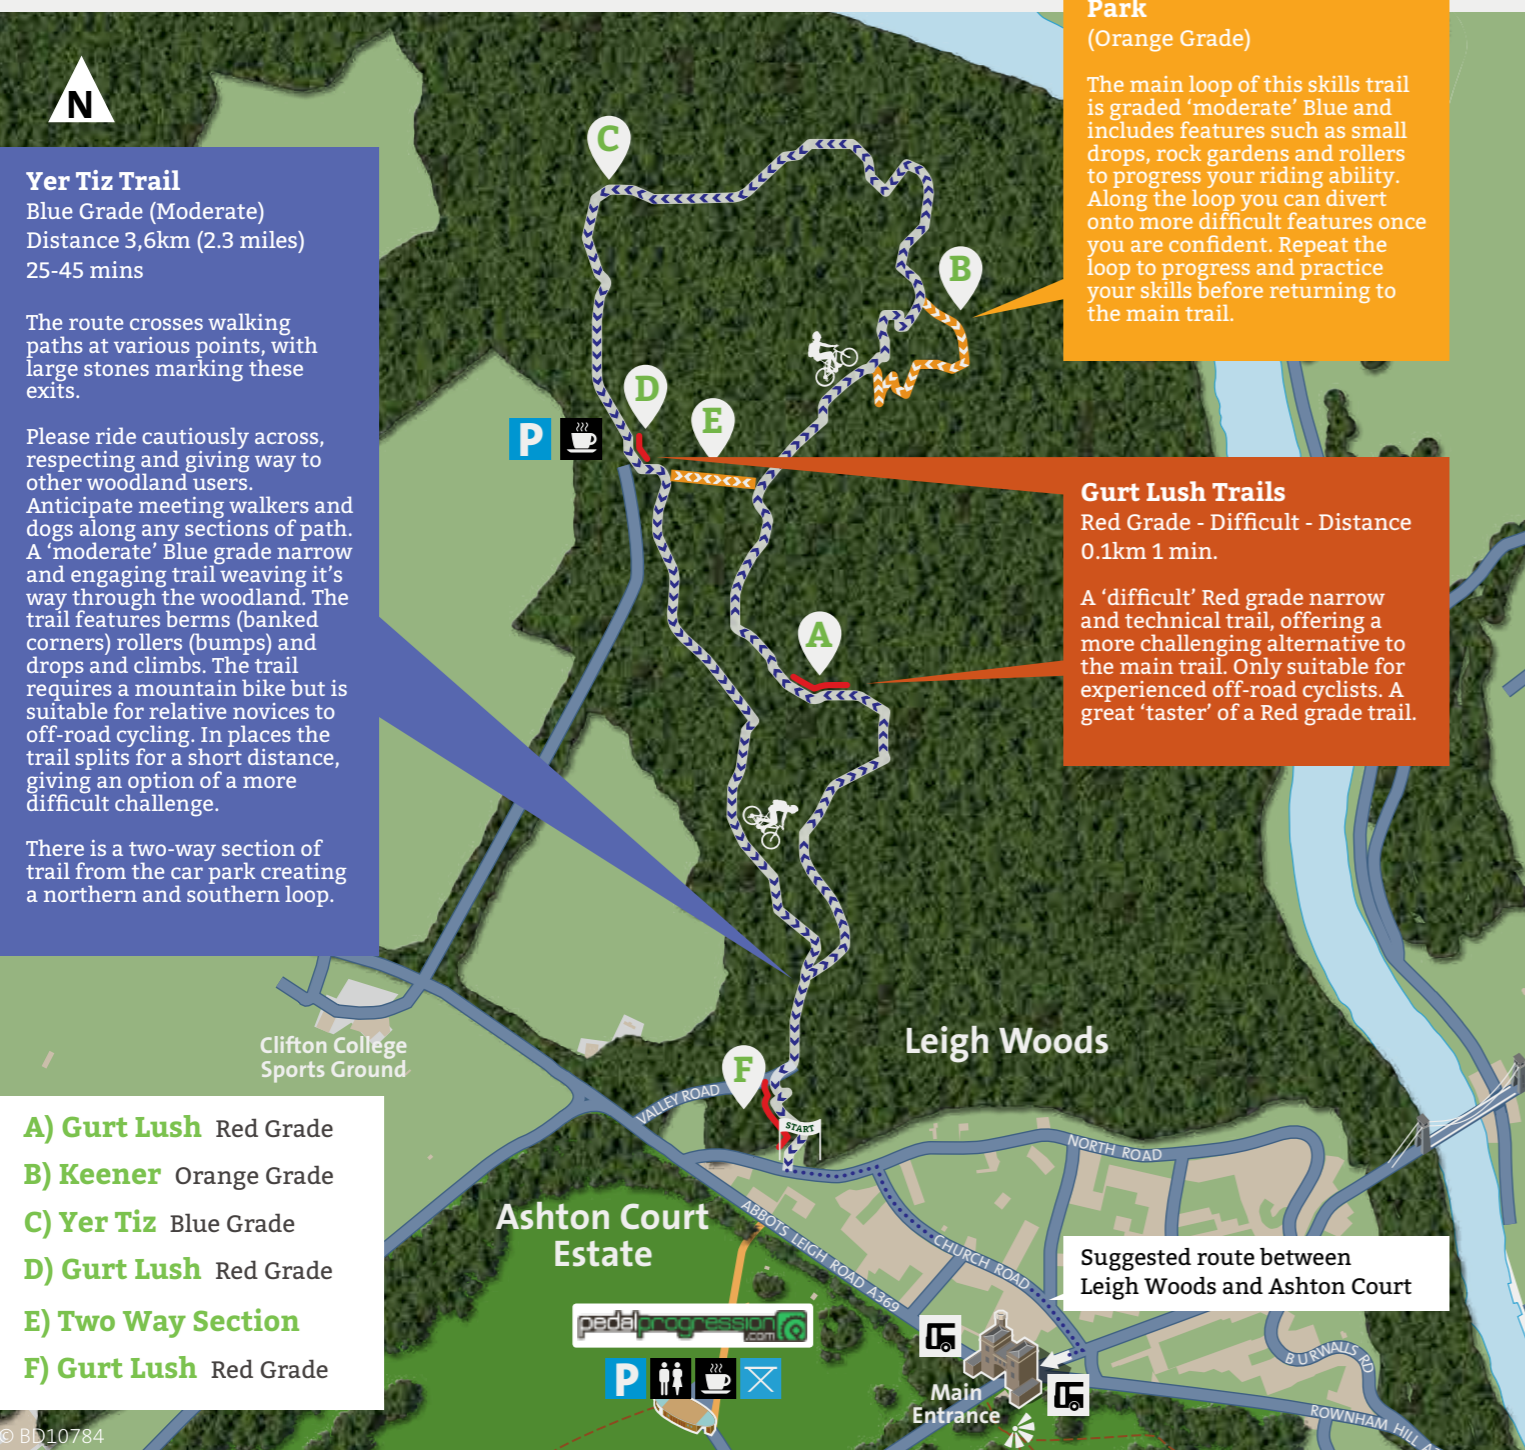 N
Park
(Orange Grade)
The main loop of this skills trail
is graded ‘moderate’ Blue and
includes features such as small
drops, rock gardens and rollers
to progress your riding ability.
Along the loop you can divert
onto more difficult features once
you are confident. Repeat the
loop to progress and practice
your skills before returning to
the main trail.
Yer Tiz Trail
Blue Grade (Moderate)
Distance 3,6km (2.3 miles)
25-45 mins
The route crosses walking
paths at various points, with
large stones marking these
exits.
Please ride cautiously across,
respecting and giving way to
other woodland users.
Anticipate meeting walkers and
dogs along any sections of path.
A ‘moderate’ Blue grade narrow
and engaging trail weaving it’s
way through the woodland. The
trail features berms (banked
corners) rollers (bumps) and
drops and climbs. The trail
requires a mountain bike but is
suitable for relative novices to
off-road cycling. In places the
trail splits for a short distance,
giving an option of a more
difficult challenge.
There is a two-way section of
trail from the car park creating
a northern and southern loop.
C
B
D
E
P
Gurt Lush Trails
Red Grade - Difficult - Distance
0.1km 1 min.
A ‘difficult’ Red grade narrow
and technical trail, offering a
more challenging alternative to
the main trail. Only suitable for
experienced off-road cyclists. A
great ‘taster’ of a Red grade trail.
A
Clifton College
Sports Ground
Leigh Woods
F
VALLEY ROAD
START
NORTH ROAD
A) Gurt Lush Red Grade
B) Keener Orange Grade
C) Yer Tiz Blue Grade
D) Gurt Lush Red Grade
E) Two Way Section
F) Gurt Lush Red Grade
Ashton Court
Estate
ABBOTS LEIGH ROAD A369
CHURCH ROAD
Suggested route between
Leigh Woods and Ashton Court
pedalprogression
.com
P
Main
Entrance
BURWALLS RD
ROWNHAM HILL A
© BD10784